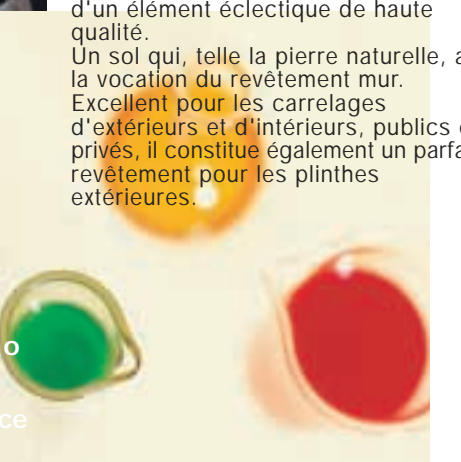 d'un élément éclectique de haute
qualité.
Un sol qui, telle la pierre naturelle, a
la vocation du revêtement mur.
Excellent pour les carrelages
d'extérieurs et d'intérieurs, publics
privés, il constitue également un
revêtement pour les plinthes
extérieures.
o
ce